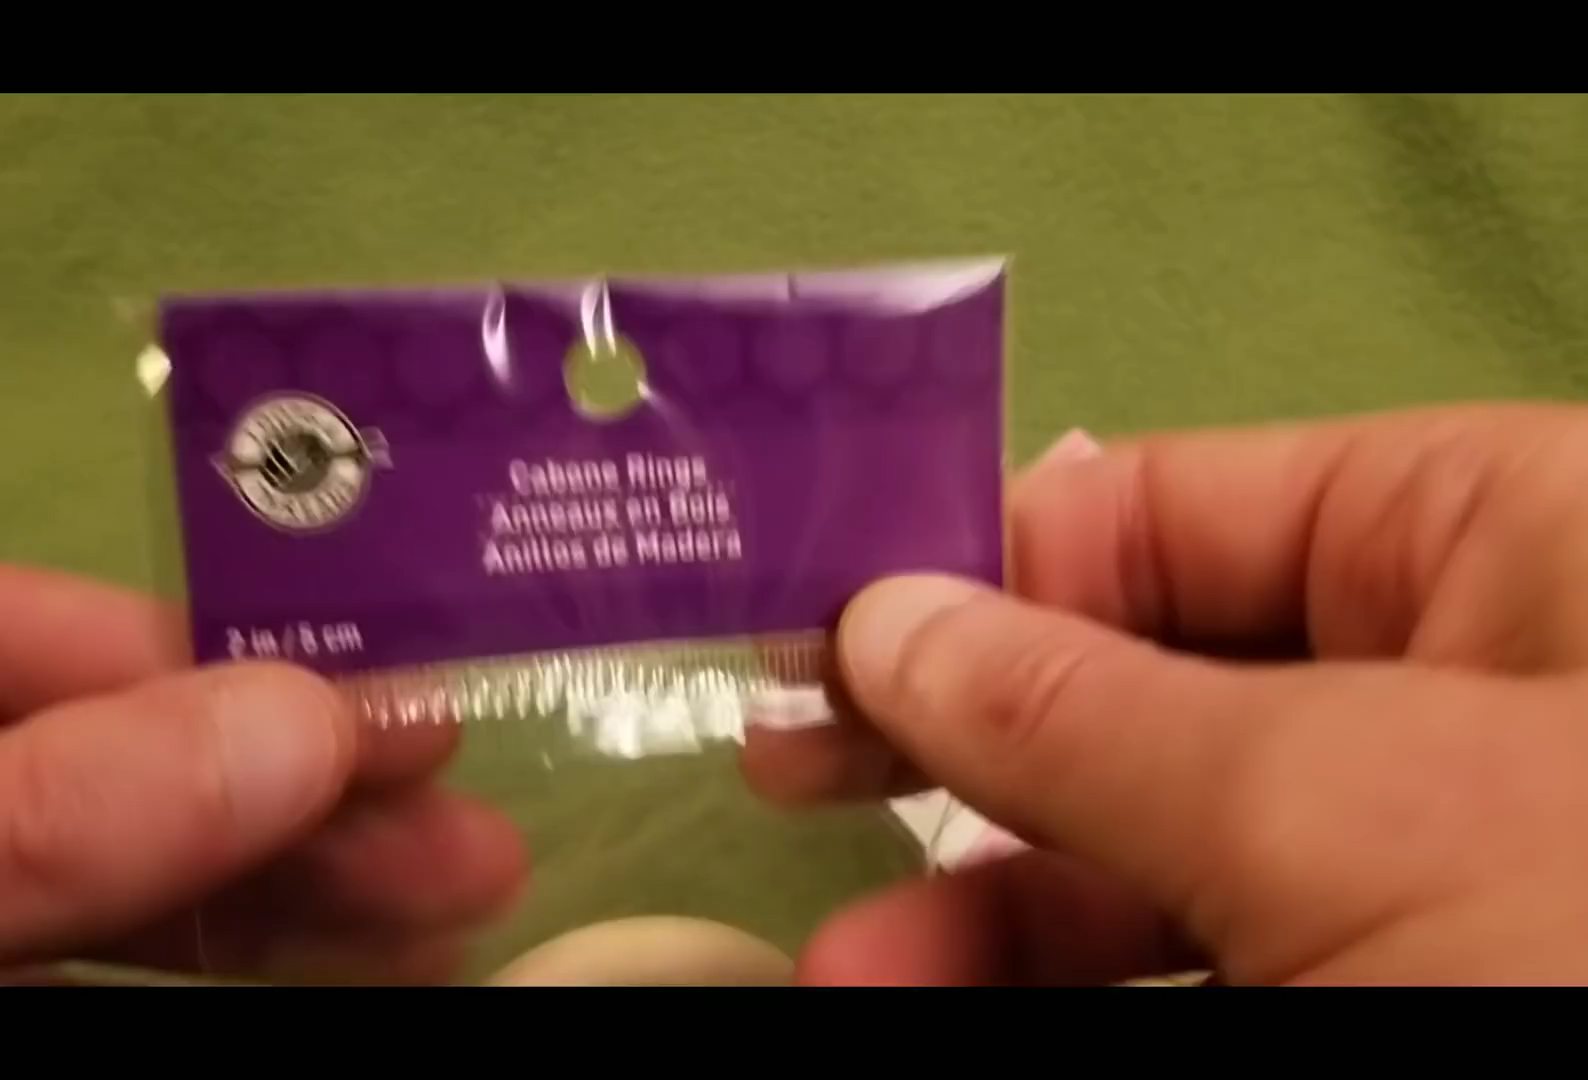 Cabone Rings
Anneaux en Bois
Anillos de Madera
2 in / 5 cm